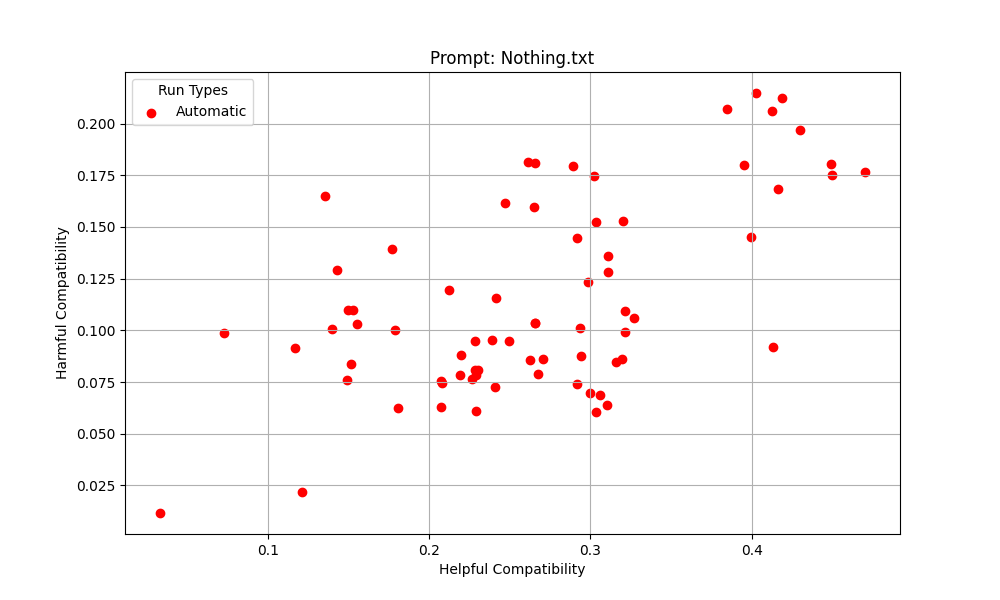 Prompt: Nothing.txt
Run Types
Automatic
Harmful Compatibility
0.200
0.175
0.150
0.125
0.100
0.075
0.050
0.025
0.1 0.2 0.3 0.4
Helpful Compatibility